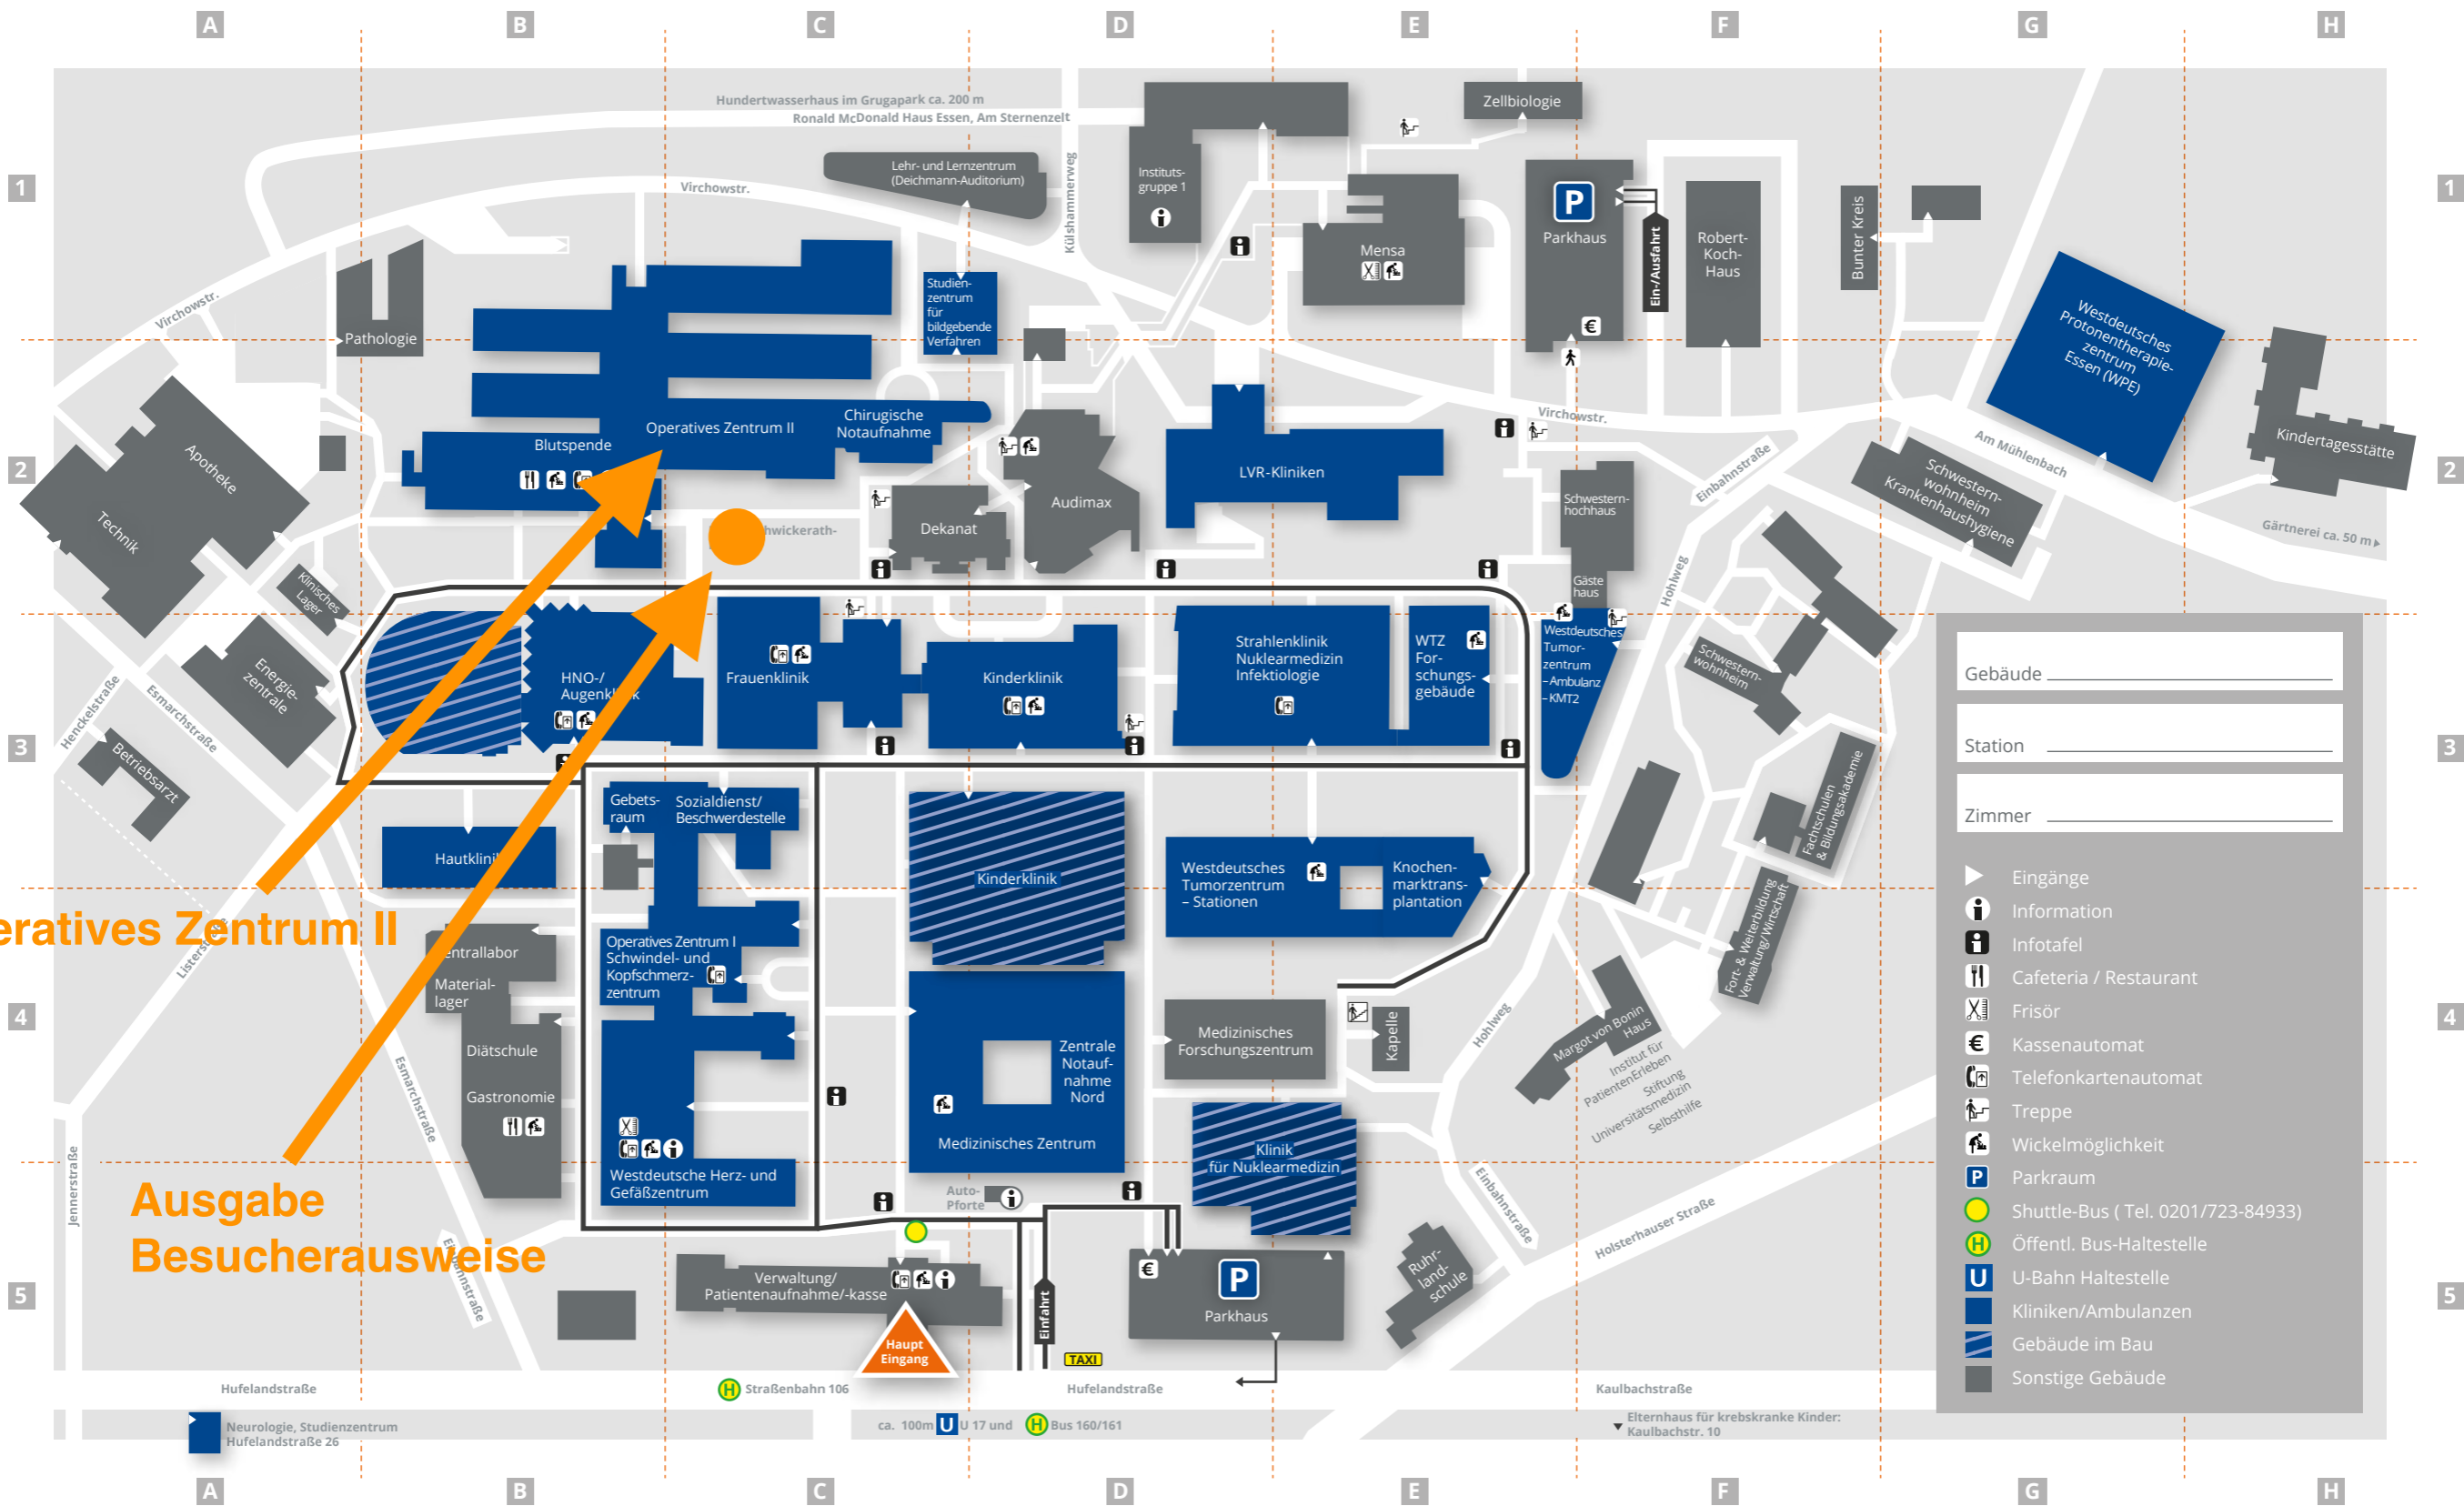 A B C D E F G H
Hundertwasserhaus im Grugapark ca. 200 m
Ronald McDonald Haus Essen, Am Sternenzelt
Zellbiologie
Lehr- und Lernzentrum
(Deichmann-Auditorium)
Külshammerweg
Instituts-
gruppe 1
1
1
Virchowstr.
P
Parkhaus
Ein-/Ausfahrt
Robert-
Koch-
Haus
Bunter Kreis
Mensa
Studien-
zentrum
für
bildgebende
Verfahren
Virchowstr.
Pathologie
€
Westdeutsches
Protonentherapie-
zentrum
Essen (WPE)
Chirugische
Notaufnahme
Operatives Zentrum II
Blutspende
Virchowstr.
Am Mühlenbach
Kindertagesstätte
2
2
Apotheke
Technik
LVR-Kliniken
Einbahnstraße
Schwestern-
wohnheim
Krankenhaushygiene
Schwestern-
hochhaus
Audimax
Dekanat
hwickerath-
Gärtnerei ca. 50 m
Klinisches
Lager
Gäste
haus
Hohlweg
Energie-
zentrale
HNO-/
Frauenklinik
Kinderklinik
Strahlenklinik
Nuklearmedizin
Infektiologie
WTZ
For-
schungs-
gebäude
Westdeutsches
Tumor-
zentrum
–Ambulanz
–KMT2
Schwestern-
wohnheim
Gebäude
Station
Zimmer
3
3
Henckelstraße
Esmarchstraße
Betriebsarzt
Gebets-
raum
Sozialdienst/
Beschwerdestelle
Fachtschulen
& Bildungsakademie
Kinderklinik
Westdeutsches
Tumorzentrum
– Stationen
Knochen-
marktrans-
plantation
Fort- & Weiterbildung
Verwaltung/Wirtschaft
eratives Zentrum II
entrallabor
Material-
lager
Operatives Zentrum I
Schwindel- und
Kopfschmerz-
zentrum
4
4
Diätschule
Gastronomie
Esmarchstraße
Zentrale
Notauf-
nahme
Nord
Medizinisches Zentrum
Medizinisches
Forschungszentrum
Kapelle
Hohlweg
Margot von Bonin
Haus
Institut für
PatientenErleben
Stiftung
Universitätsmedizin
Selbsthilfe
Klinik
für Nuklearmedizin
Westdeutsche Herz- und
Gefäßzentrum
Jennerstraße
Ausgabe
Besucherausweise
Auto-
Pforte
Einbahnstraße
Holsterhauser Straße
Ruhr-
land-
schule
5
5
Verwaltung/
Patientenaufnahme/-kasse
Haupt
Eingang
Einfahrt
€
P
Parkhaus
TAXI
Eingänge
Information
Infotafel
Cafeteria / Restaurant
Frisör
€ Kassenautomat
Telefonkartenautomat
Treppe
Wickelmöglichkeit
P Parkraum
Shuttle-Bus ( Tel. 0201/723-84933)
H Öffentl. Bus-Haltestelle
U U-Bahn Haltestelle
Kliniken/Ambulanzen
Gebäude im Bau
Sonstige Gebäude
Hufelandstraße
H Straßenbahn 106
Hufelandstraße
Kaulbachstraße
Neurologie, Studienzentrum
Hufelandstraße 26
ca. 100m U U 17 und H Bus 160/161
Elternhaus für krebskranke Kinder:
Kaulbachstr. 10
A B C D E F G H